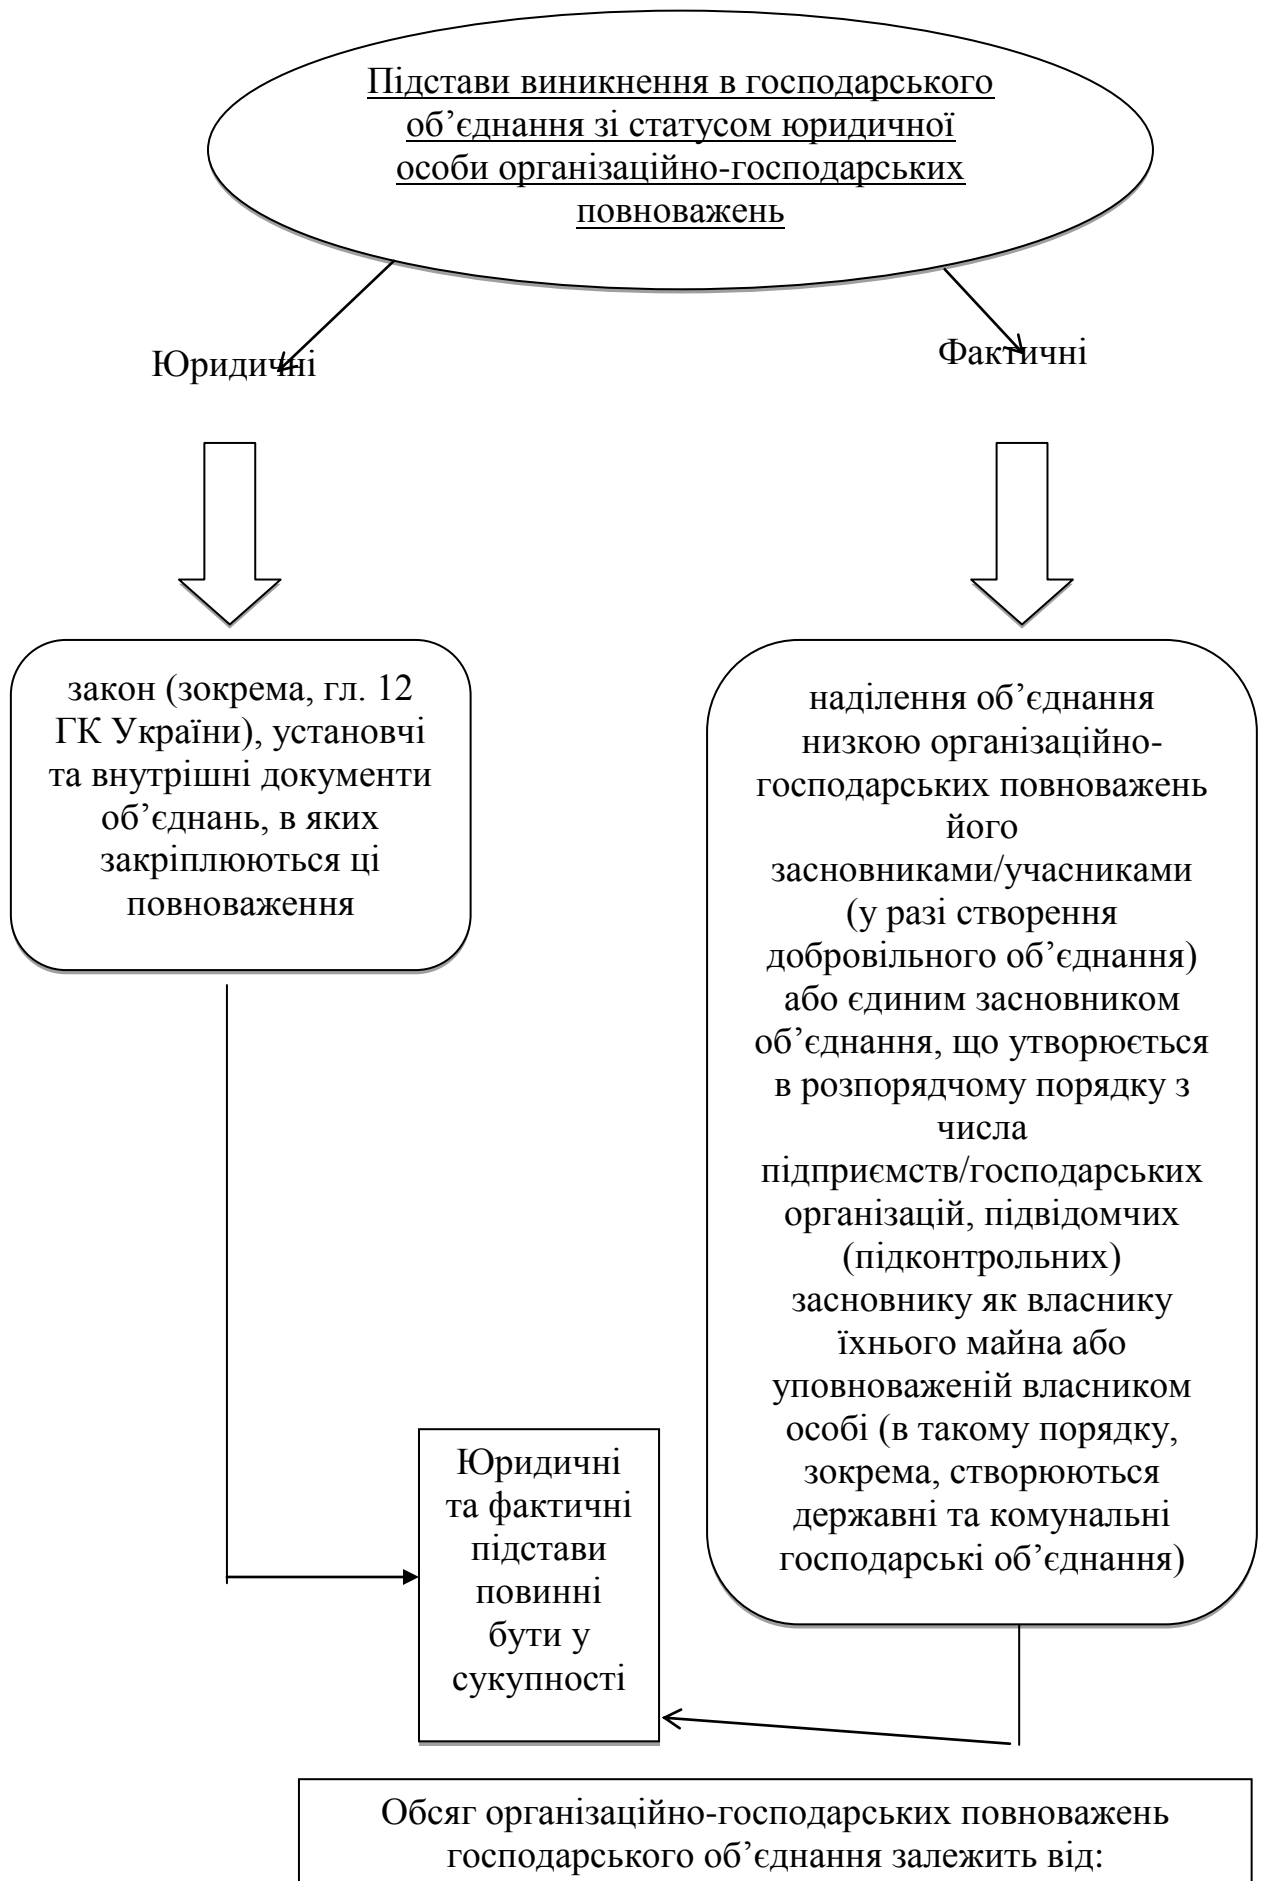 Підстави виникнення в господарського
об’єднання зі статусом юридичної
особи організаційно-господарських
повноважень
Юридичні
Фактичні
закон (зокрема, гл. 12
ГК України), установчі
та внутрішні документи
об’єднань, в яких
закріплюються ці
повноваження
наділення об’єднання
низкою організаційно-
господарських повноважень
його
засновниками/учасниками
(у разі створення
добровільного об’єднання)
або єдиним засновником
об’єднання, що утворюється
в розпорядчому порядку з
числа
підприємств/господарських
організацій, підвідомчих
(підконтрольних)
засновнику як власнику
їхнього майна або
уповноваженій власником
особі (в такому порядку,
зокрема, створюються
державні та комунальні
господарські об’єднання)
Юридичні
та фактичні
підстави
повинні
бути у
сукупності
Обсяг організаційно-господарських повноважень
господарського об’єднання залежить від: